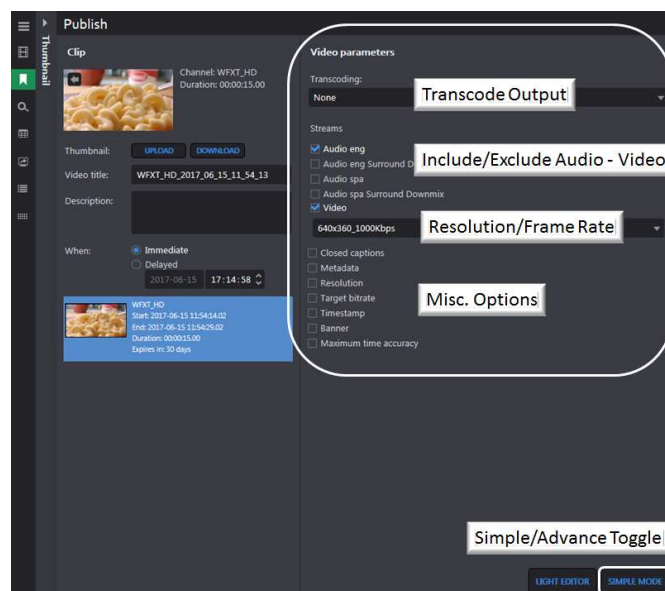 Publish
Thumbnail
Clip
Channel: WFXT_HD
Duration: 00:00:15.00
Thumbnail:
UPLOAD
DOWNLOAD
Video title:
WFXT_HD_2017_06_15_11_54_13
Description:
When:
Immediate
Delayed
2017-06-15
17:14:58
WFXT_HD
Start: 2017-06-15 11:54:14.02
End: 2017-06-15 11:54:29.02
Duration: 00:00:15.00
Expires in: 30 days
Video parameters
Transcoding:
None
Transcode Output
Streams
Audio eng
Audio eng Surround D
Audio spa
Audio spa Surround Downmix
Include/Exclude Audio - Video
Video
640x360_1000Kbps
Resolution/Frame Rate
Closed captions
Metadata
Resolution
Target bitrate
Timestamp
Banner
Maximum time accuracy
Misc. Options
Simple/Advance Toggle
LIGHT EDITOR
SIMPLE MODE